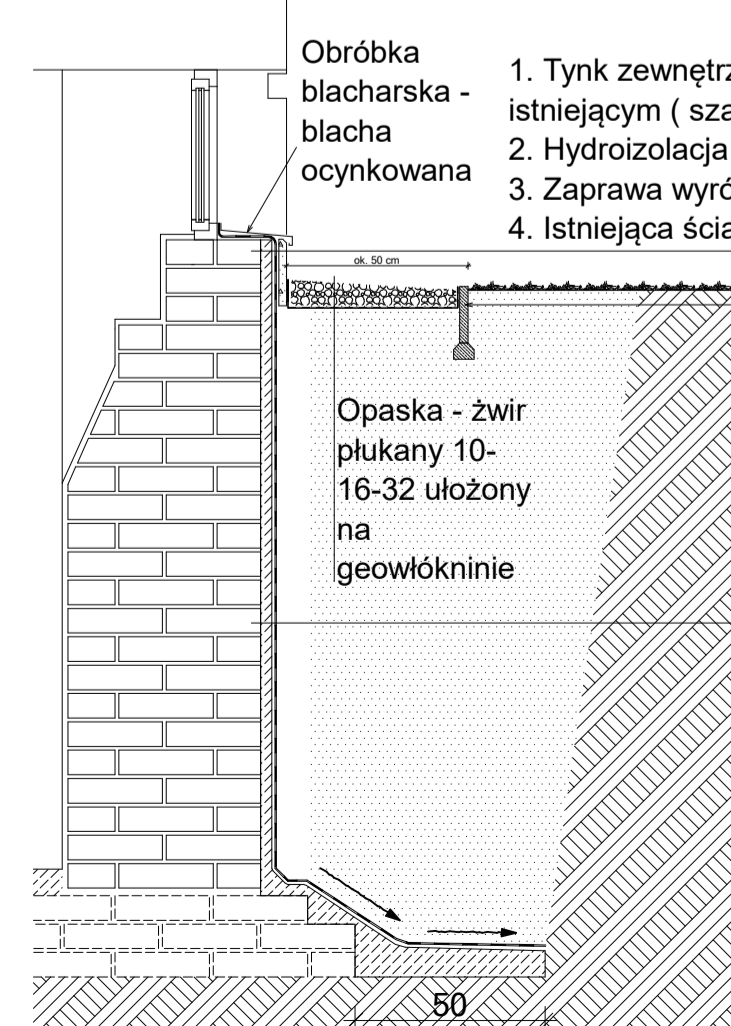 Obróbka
blacharska -
blacha
ocynkowana
1. Tynk zewnętrz
istniejącym ( sza
2. Hydroizolacja
3. Zaprawa wyró
4. Istniejąca ścia
ok. 50 cm
Opaska - żwir
płukany 10-
16-32 ułożony
na
geowłókninie
50